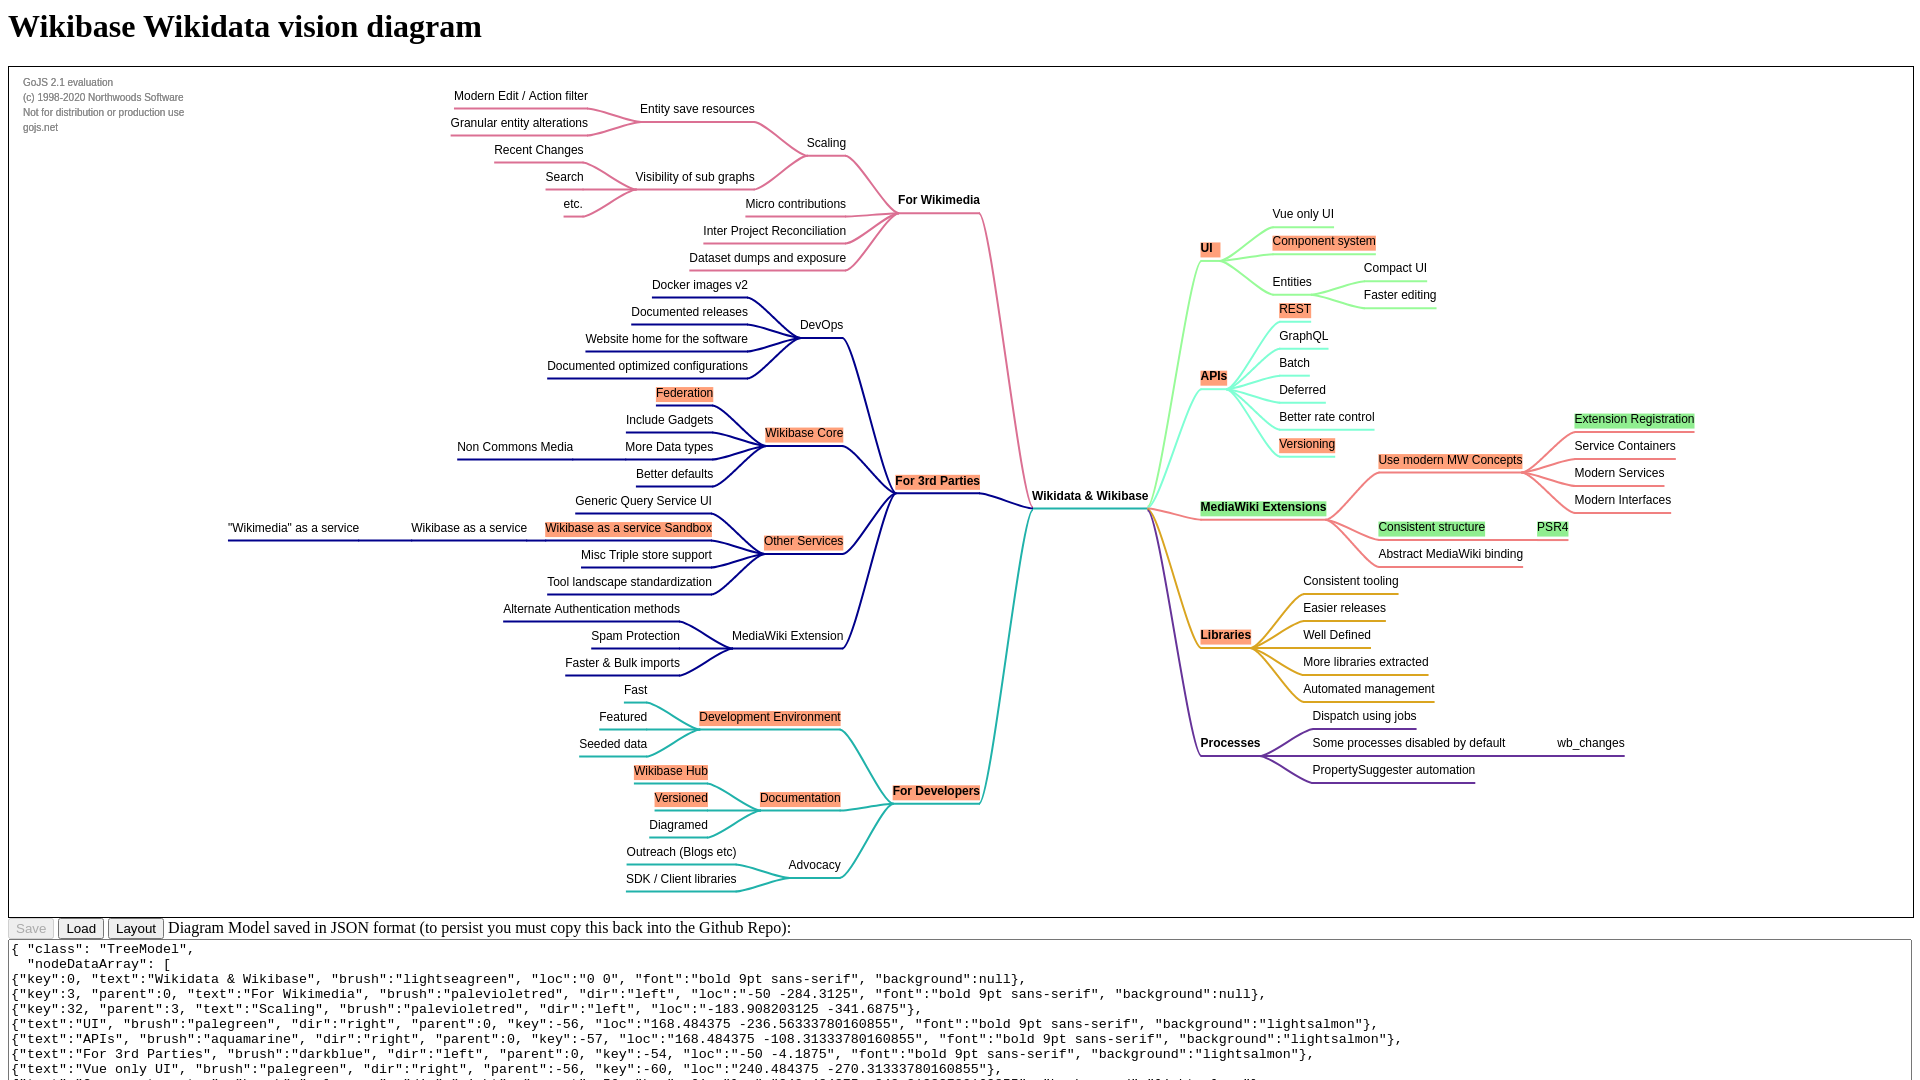 Wikibase Wikidata vision diagram
GoJS 2.1 evaluation
(c) 1998-2020 Northwoods Software
Not for distribution or production use
gojs.net
Modern Edit / Action filter
Granular entity alterations
Entity save resources
Recent Changes
Search
etc.
Visibility of sub graphs
Scaling
Micro contributions
Inter Project Reconciliation
Dataset dumps and exposure
For Wikimedia
Docker images v2
Documented releases
Website home for the software
Documented optimized configurations
DevOps
Federation
Include Gadgets
Non Commons Media
More Data types
Better defaults
Wikibase Core
For 3rd Parties
Generic Query Service UI
"Wikimedia" as a service
Wikibase as a service
Wikibase as a service Sandbox
Misc Triple store support
Tool landscape standardization
Other Services
Alternate Authentication methods
Spam Protection
Faster & Bulk imports
MediaWiki Extension
Fast
Featured
Seeded data
Development Environment
Wikibase Hub
Versioned
Diagramed
Documentation
For Developers
Outreach (Blogs etc)
SDK / Client libraries
Advocacy
Wikidata & Wikibase
UI
Vue only UI
Component system
Entities
Compact UI
Faster editing
APIs
REST
GraphQL
Batch
Deferred
Better rate control
Versioning
MediaWiki Extensions
Use modern MW Concepts
Extension Registration
Service Containers
Modern Services
Modern Interfaces
Consistent structure
PSR4
Abstract MediaWiki binding
Libraries
Consistent tooling
Easier releases
Well Defined
More libraries extracted
Automated management
Processes
Dispatch using jobs
Some processes disabled by default
wb_changes
PropertySuggester automation
Save Load Layout Diagram Model saved in JSON format (to persist you must copy this back into the Github Repo):
{ "class": "TreeModel",
"nodeDataArray": [
{"key":0, "text":"Wikidata & Wikibase", "brush":"lightseagreen", "loc":"0 0", "font":"bold 9pt sans-serif", "background":null},
{"key":3, "parent":0, "text":"For Wikimedia", "brush":"palevioletred", "dir":"left", "loc":"-50 -284.3125", "font":"bold 9pt sans-serif", "background":null},
{"key":32, "parent":3, "text":"Scaling", "brush":"palevioletred", "dir":"left", "loc":"-183.908203125 -341.6875"},
{"text":"UI", "brush":"palegreen", "dir":"right", "parent":0, "key":-56, "loc":"168.484375 -236.56333780160855", "font":"bold 9pt sans-serif", "background":"lightsalmon"},
{"text":"APIs", "brush":"aquamarine", "dir":"right", "parent":0, "key":-57, "loc":"168.484375 -108.31333780160855", "font":"bold 9pt sans-serif", "background":"lightsalmon"},
{"text":"For 3rd Parties", "brush":"darkblue", "dir":"left", "parent":0, "key":-54, "loc":"-50 -4.1875", "font":"bold 9pt sans-serif", "background":"lightsalmon"},
{"text":"Vue only UI", "brush":"palegreen", "dir":"right", "parent":-56, "key":-60, "loc":"240.484375 -270.31333780160855"},